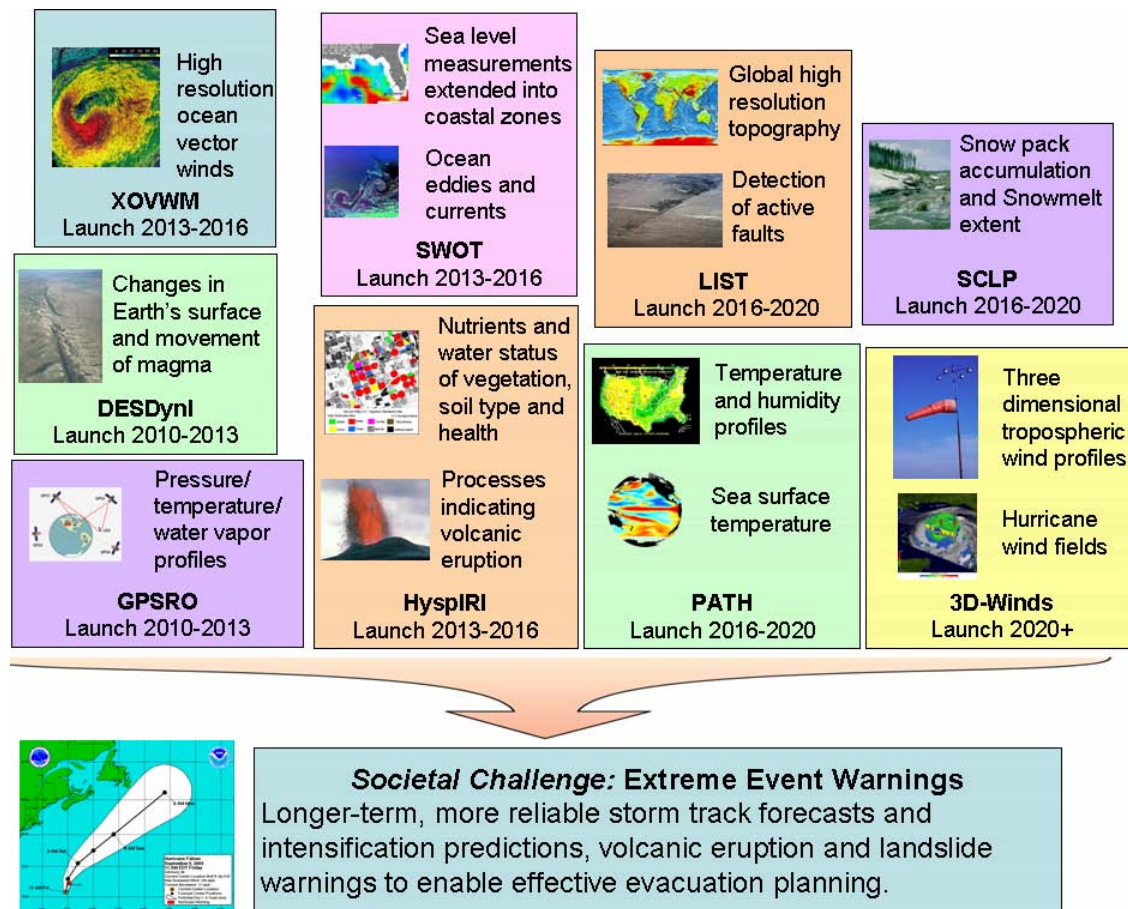 High
resolution
ocean
vector
winds
XOVWM
Launch 2013-2016
Sea level
measurements
extended into
coastal zones
Ocean
eddies and
currents
SWOT
Launch 2013-2016
Global high
resolution
topography
Detection
of active
faults
LIST
Launch 2016-2020
Snow pack
accumulation
and Snowmelt
extent
SCLP
Launch 2016-2020
Changes in
Earth's surface
and movement
of magma
DESDynI
Launch 2010-2013
Nutrients and
water status
of vegetation,
soil type and
health
Processes
indicating
volcanic
eruption
HyspIRI
Launch 2013-2016
Temperature
and humidity
profiles
Sea surface
temperature
PATH
Launch 2016-2020
Three
dimensional
tropospheric
wind profiles
Hurricane
wind fields
3D-Winds
Launch 2020+
Pressure/
temperature/
water vapor
profiles
GPSRO
Launch 2010-2013
Societal Challenge: Extreme Event Warnings
Longer-term, more reliable storm track forecasts and
intensification predictions, volcanic eruption and landslide
warnings to enable effective evacuation planning.